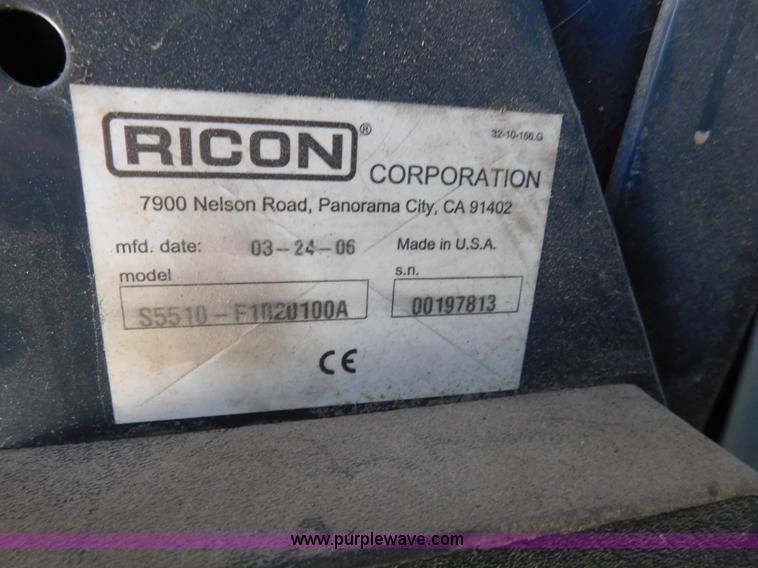 RICON® 32-10-166.G
CORPORATION
7900 Nelson Road, Panorama City, CA 91402
mfd. date: 03-24-06 Made in U.S.A.
model s.n.
S5510-F1020100A 00197813
CE
www.purplewave.com